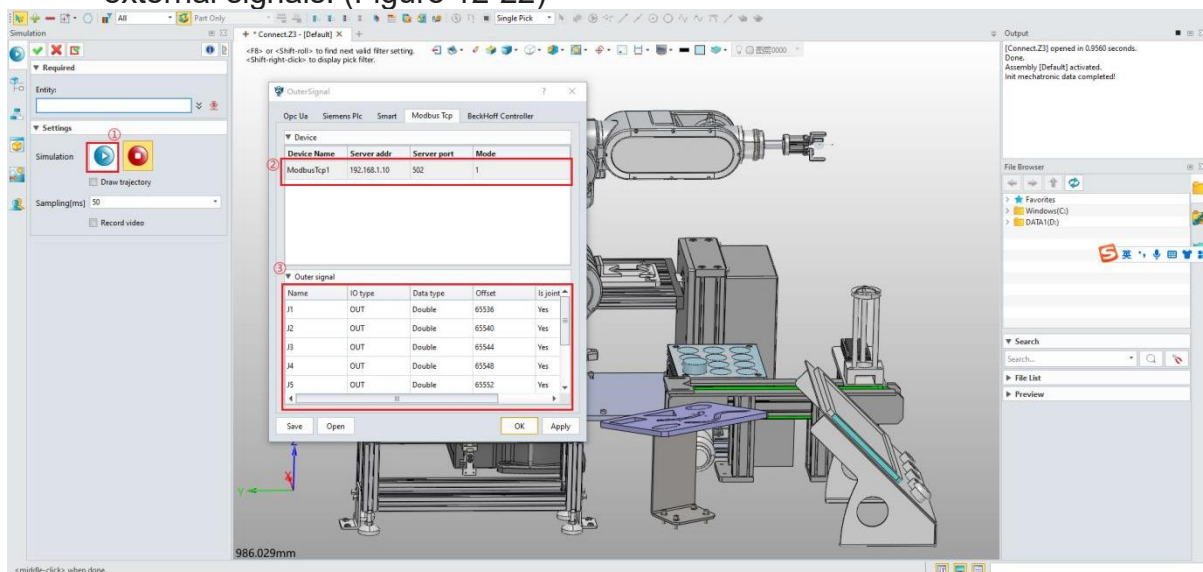 external signals. (Figure 12-22)
All
Part Only
Single Pick
Simulation
* Connect.Z3 - [Default]
Output
<F8> or <Shift-roll> to find next valid filter setting.
<Shift-right-click> to display pick filter.
[Connect.Z3] opened in 0.9560 seconds.
Done.
Assembly [Default] activated.
Init mechatronic data completed!
Required
Entity:
Settings
①
Simulation
Draw trajectory
Sampling(ms) 50
Record video
OuterSignal
Opc Ua Siemens Plc Smart Modbus Tcp BeckHoff Controller
Device
Device Name Server addr Server port Mode
②
ModbusTcp1 192.168.1.10 502 1
③
Outer signal
Name IO type Data type Offset Is joint
J1 OUT Double 65536 Yes
J2 OUT Double 65540 Yes
J3 OUT Double 65544 Yes
J4 OUT Double 65548 Yes
J5 OUT Double 65552 Yes
Save Open OK Apply
File Browser
Favorites
Windows(C:)
DATA1(D:)
S 英
Search
Search...
File List
Preview
Z
X
Y
986.029mm
<middle-click> when done.